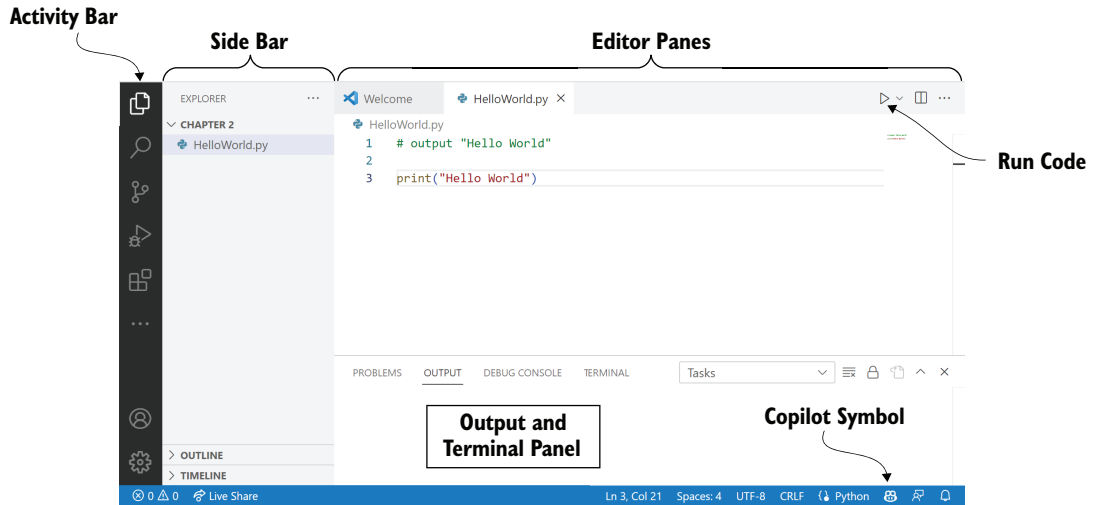 Activity Bar
Side Bar
Editor Panes
EXPLORER
Welcome
HelloWorld.py
CHAPTER 2
HelloWorld.py
HelloWorld.py
1 # output "Hello World"
2
3 print("Hello World")
Run Code
PROBLEMS OUTPUT DEBUG CONSOLE TERMINAL
Tasks
Output and
Terminal Panel
Copilot Symbol
OUTLINE
TIMELINE
0 0 Live Share
Ln 3, Col 21 Spaces: 4 UTF-8 CRLF Python